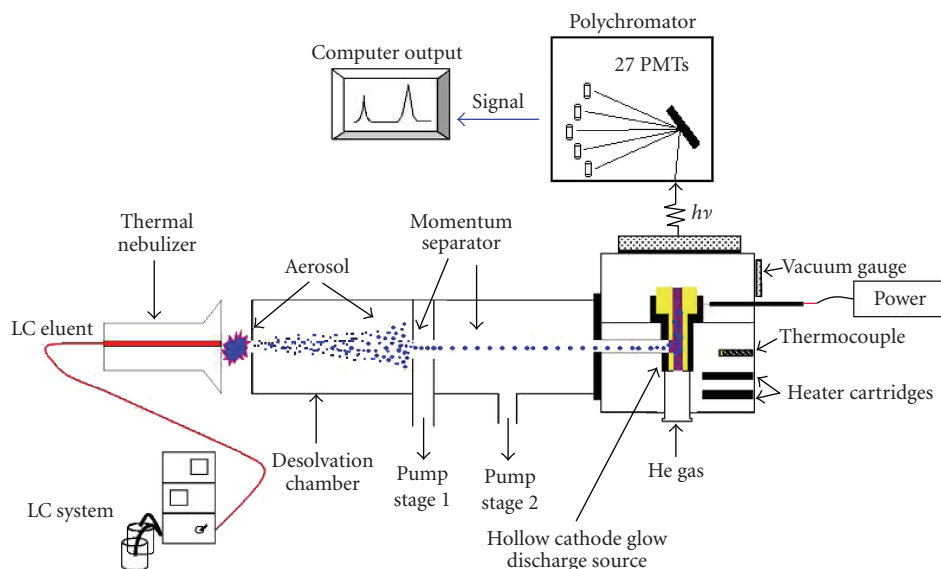 Polychromator
Computer output
27 PMTs
Signal
hν
Thermal
nebulizer
Momentum
separator
Aerosol
Vacuum gauge
Power
LC eluent
Thermocouple
Heater cartridges
Desolvation
chamber
Pump
stage 1
Pump
stage 2
He gas
LC system
Hollow cathode glow
discharge source